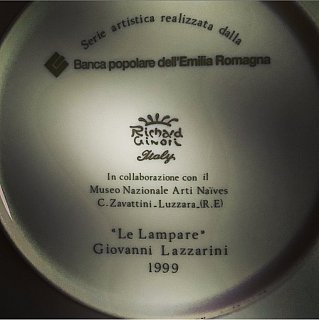 Serie artistica realizzata dalla
Banca popolare dell'Emilia Romagna
Richard
Ginori
Italy
In collaborazione con il
Museo Nazionale Arti Naïves
C. Zavattini-Luzzara (R.E)
"Le Lampare"
Giovanni Lazzarini
1999